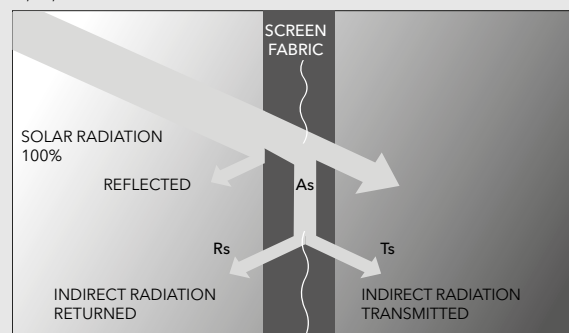 SCREEN
FABRIC
SOLAR RADIATION
100%
REFLECTED
As
Rs
Ts
INDIRECT RADIATION
RETURNED
INDIRECT RADIATION
TRANSMITTED